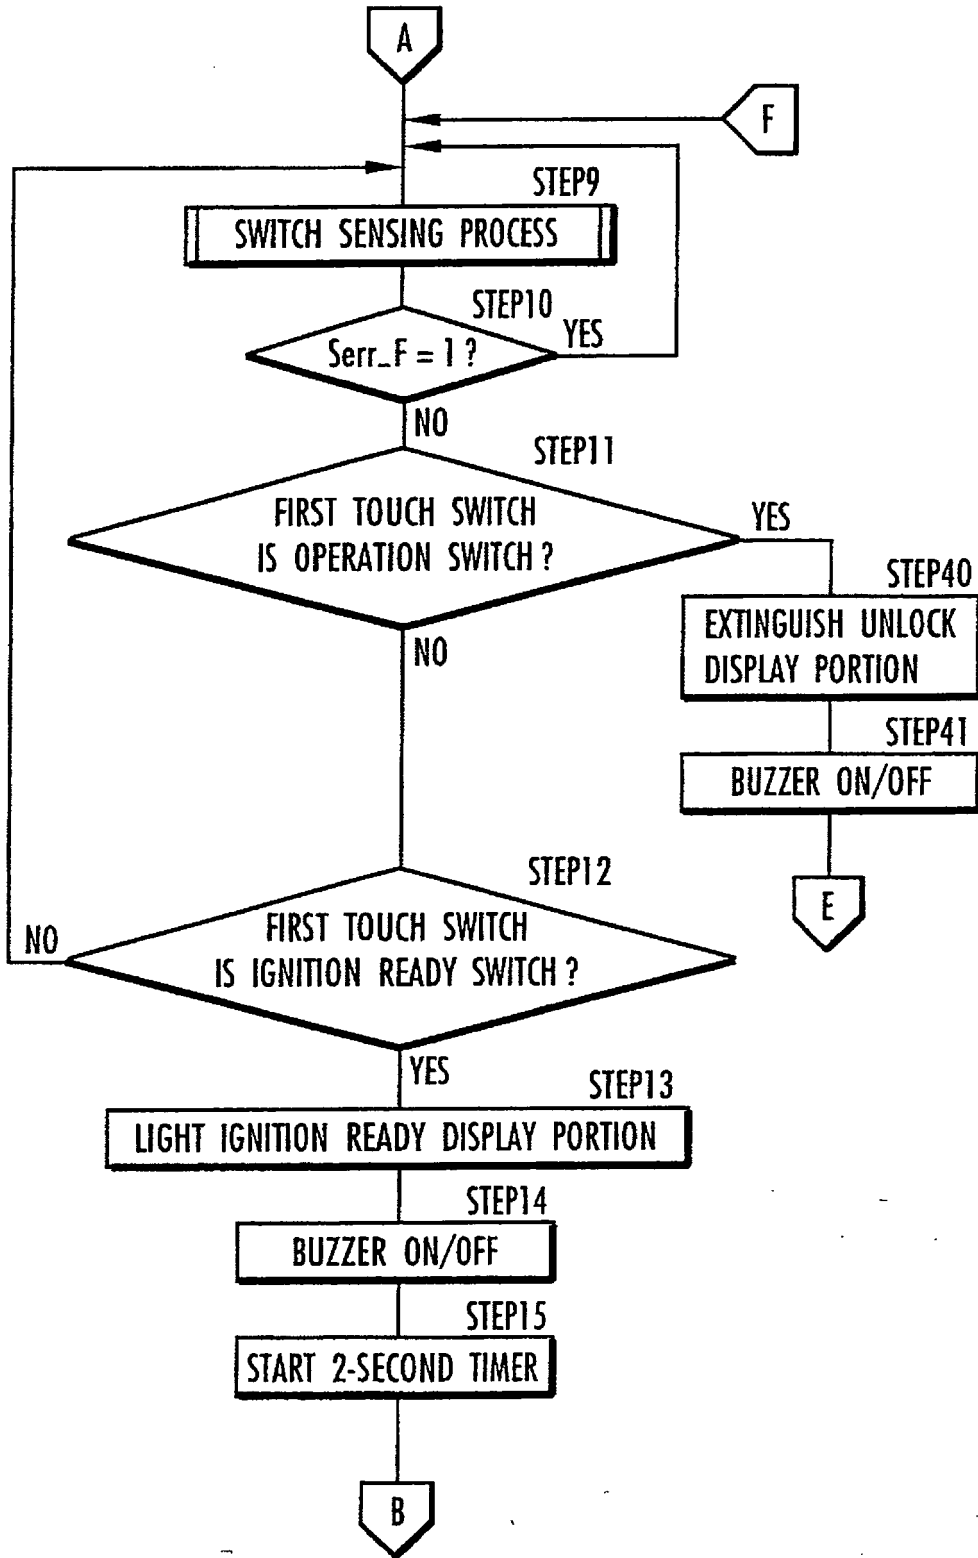 A
F
STEP9
SWITCH SENSING PROCESS
STEP10
Serr_F = 1 ?
YES
NO
STEP11
FIRST TOUCH SWITCH
IS OPERATION SWITCH ?
YES
NO
STEP40
EXTINGUISH UNLOCK
DISPLAY PORTION
STEP41
BUZZER ON/OFF
E
STEP12
FIRST TOUCH SWITCH
IS IGNITION READY SWITCH ?
NO
YES
STEP13
LIGHT IGNITION READY DISPLAY PORTION
STEP14
BUZZER ON/OFF
STEP15
START 2-SECOND TIMER
B